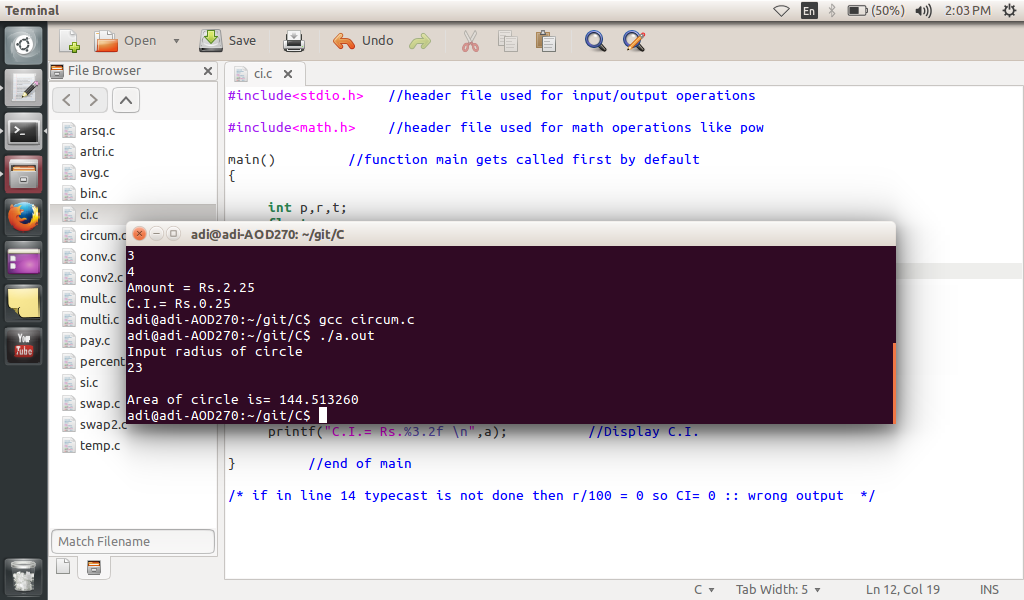 Terminal
En
(50%)
2:03 PM
Open
Save
Undo
File Browser
arsq.c
artri.c
avg.c
bin.c
ci.c
circum.c
conv.c
conv2.c
mult.c
multi.c
pay.c
percent
si.c
swap.c
swap2.c
temp.c
Match Filename
You
Tube
ci.c
#include<stdio.h> //header file used for input/output operations
#include<math.h> //header file used for math operations like pow
main() //function main gets called first by default
{
int p,r,t;
adi@adi-AOD270: ~/git/C
3
4
Amount = Rs.2.25
C.I.= Rs.0.25
adi@adi-AOD270:~/git/C$ gcc circum.c
adi@adi-AOD270:~/git/C$ ./a.out
Input radius of circle
23
Area of circle is= 144.513260
adi@adi-AOD270:~/git/C$
printf("C.I.= Rs.%3.2f \n",a); //Display C.I.
} //end of main
/* if in line 14 typecast is not done then r/100 = 0 so CI= 0 :: wrong output */
C
Tab Width: 5
Ln 12, Col 19
INS